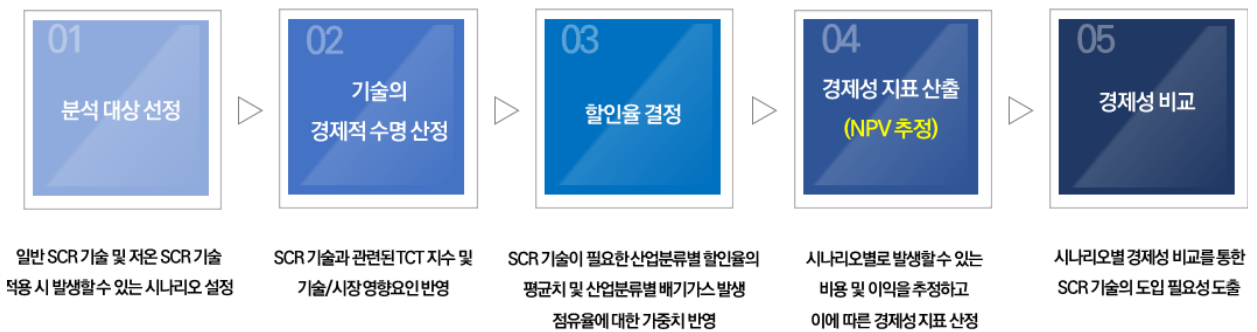 01
분석 대상 선정
02
기술의
경제적 수명 산정
03
할인율 결정
04
경제성 지표 산출
(NPV 추정)
05
경제성 비교
일반 SCR 기술 및 저온 SCR 기술
적용 시 발생할 수 있는 시나리오 설정
SCR 기술과 관련된 TCT 지수 및
기술/시장 영향요인 반영
SCR 기술이 필요한 산업분류별 할인율의
평균치 및 산업분류별 배기가스 발생
점유율에 대한 가중치 반영
시나리오별로 발생할 수 있는
비용 및 이익을 추정하고
이에 따른 경제성 지표 산정
시나리오별 경제성 비교를 통한
SCR 기술의 도입 필요성 도출